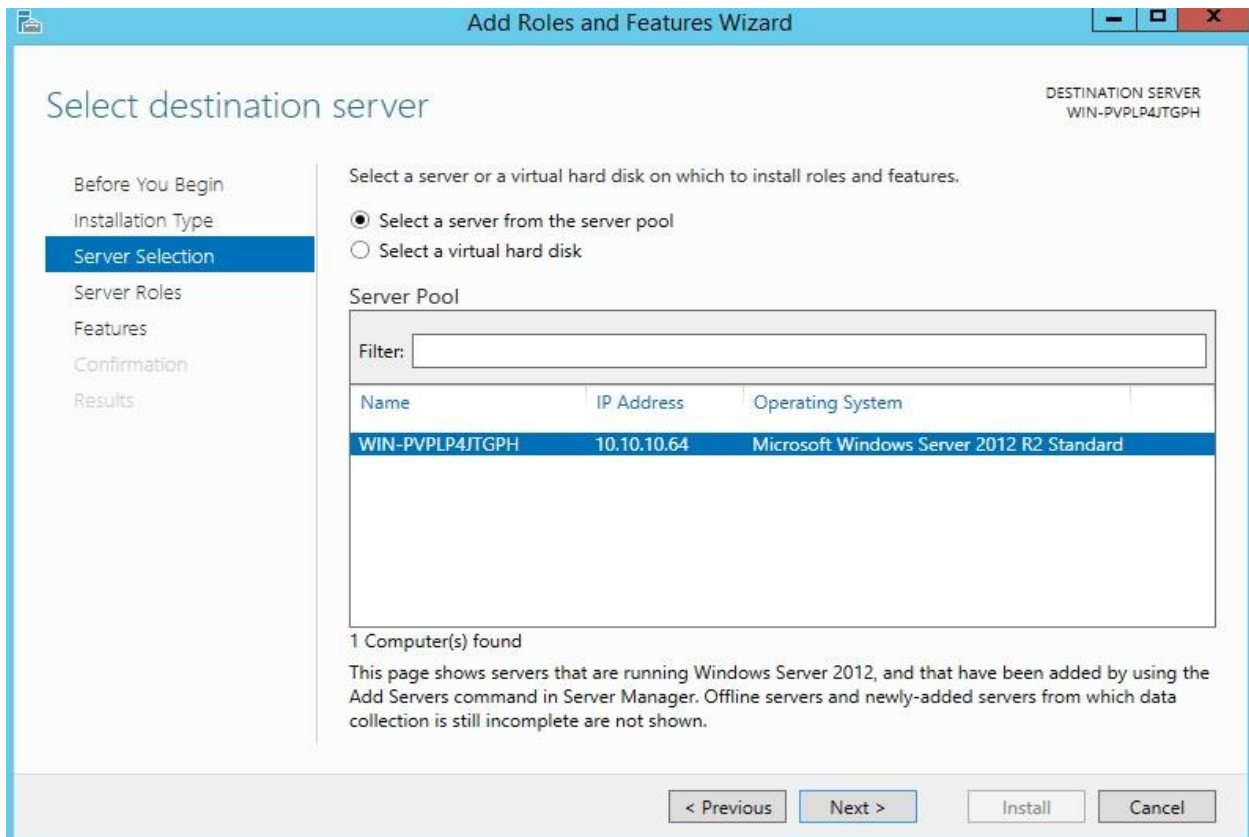 Add Roles and Features Wizard
Select destination server
DESTINATION SERVER
WIN-PVPLP4JTGPH
Before You Begin
Installation Type
Server Selection
Server Roles
Features
Confirmation
Results
Select a server or a virtual hard disk on which to install roles and features.
Select a server from the server pool
Select a virtual hard disk
Server Pool
Filter:
Name IP Address Operating System
WIN-PVPLP4JTGPH 10.10.10.64 Microsoft Windows Server 2012 R2 Standard
1 Computer(s) found
This page shows servers that are running Windows Server 2012, and that have been added by using the
Add Servers command in Server Manager. Offline servers and newly-added servers from which data
collection is still incomplete are not shown.
< Previous Next > Install Cancel